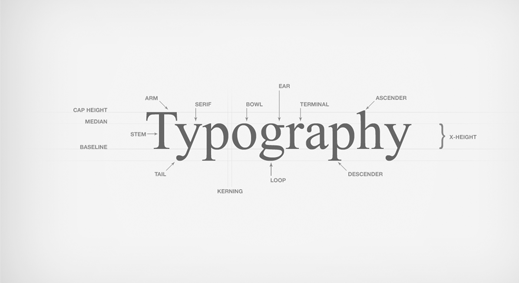 EAR
ARM
ASCENDER
SERIF
BOWL
TERMINAL
CAP HEIGHT
MEDIAN
STEM
Typography
} X-HEIGHT
BASELINE
TAIL
DESCENDER
LOOP
KERNING